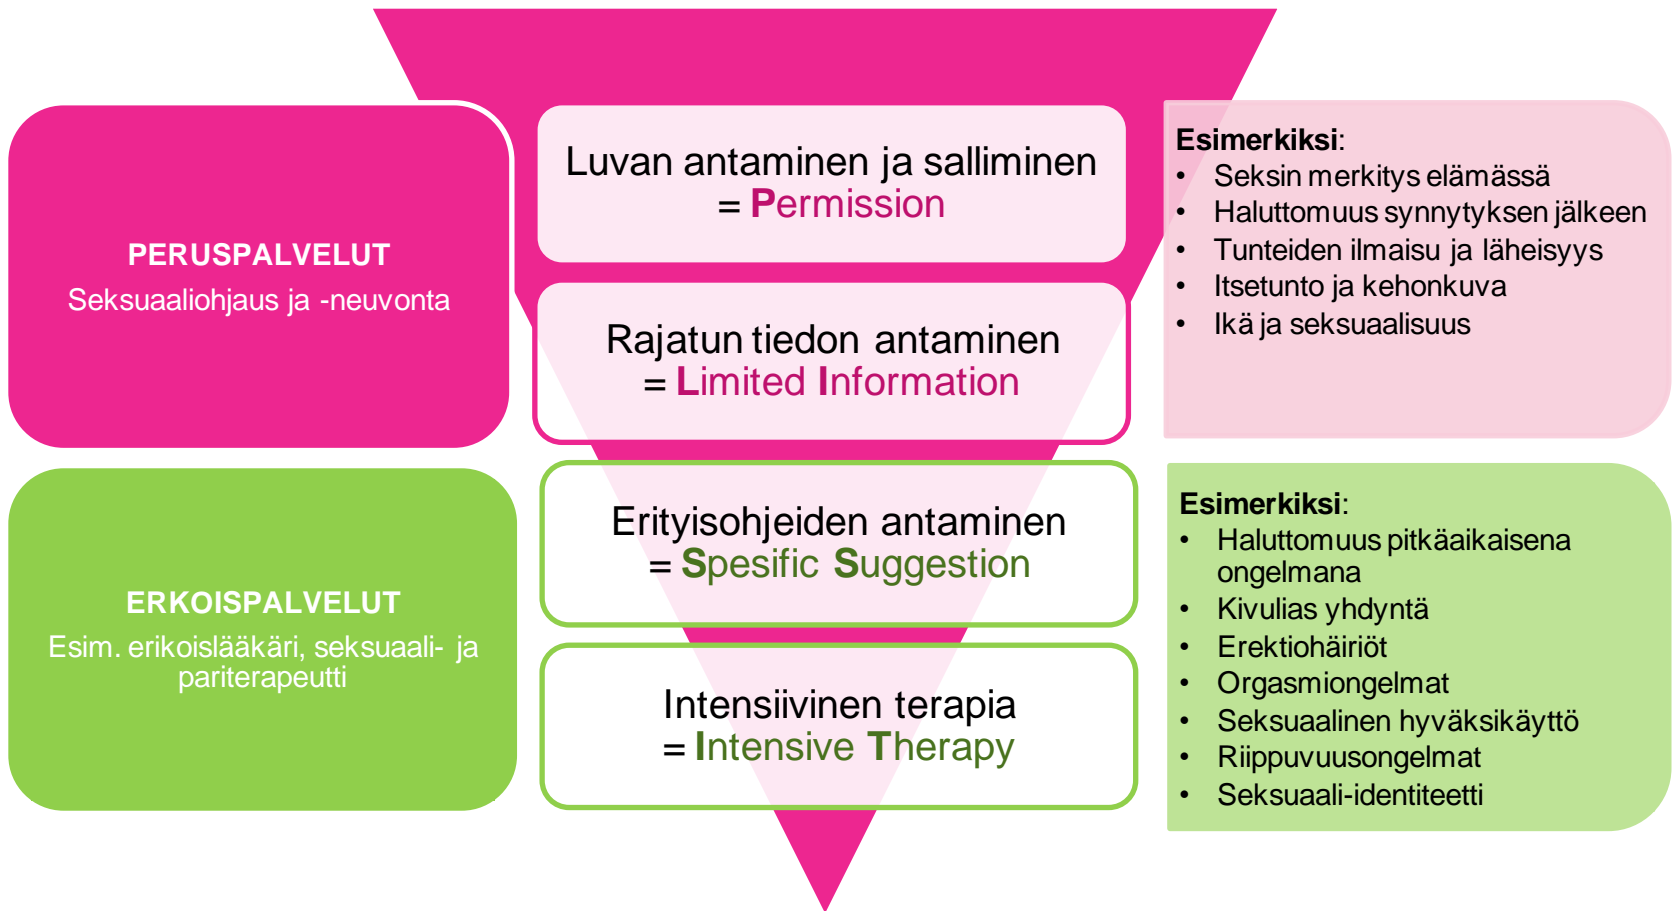 PERUSPALVELUT
Seksuaaliohjaus ja -neuvonta
Luvan antaminen ja salliminen
= Permission
Rajatun tiedon antaminen
= Limited Information
Esimerkiksi:
• Seksin merkitys elämässä
• Haluttomuus synnytyksen jälkeen
• Tunteiden ilmaisu ja läheisyys
• Itsetunto ja kehonkuva
• Ikä ja seksuaalisuus
ERKOISPALVELUT
Esim. erikoislääkäri, seksuaali- ja
pariterapeutti
Erityisohjeiden antaminen
= Spesific Suggestion
Intensiivinen terapia
= Intensive Therapy
Esimerkiksi:
• Haluttomuus pitkäaikaisena
ongelmana
• Kivulias yhdyntä
• Erektiohäiriöt
• Orgasmiongelmat
• Seksuaalinen hyväksikäyttö
• Riippuvuusongelmat
• Seksuaali-identiteetti